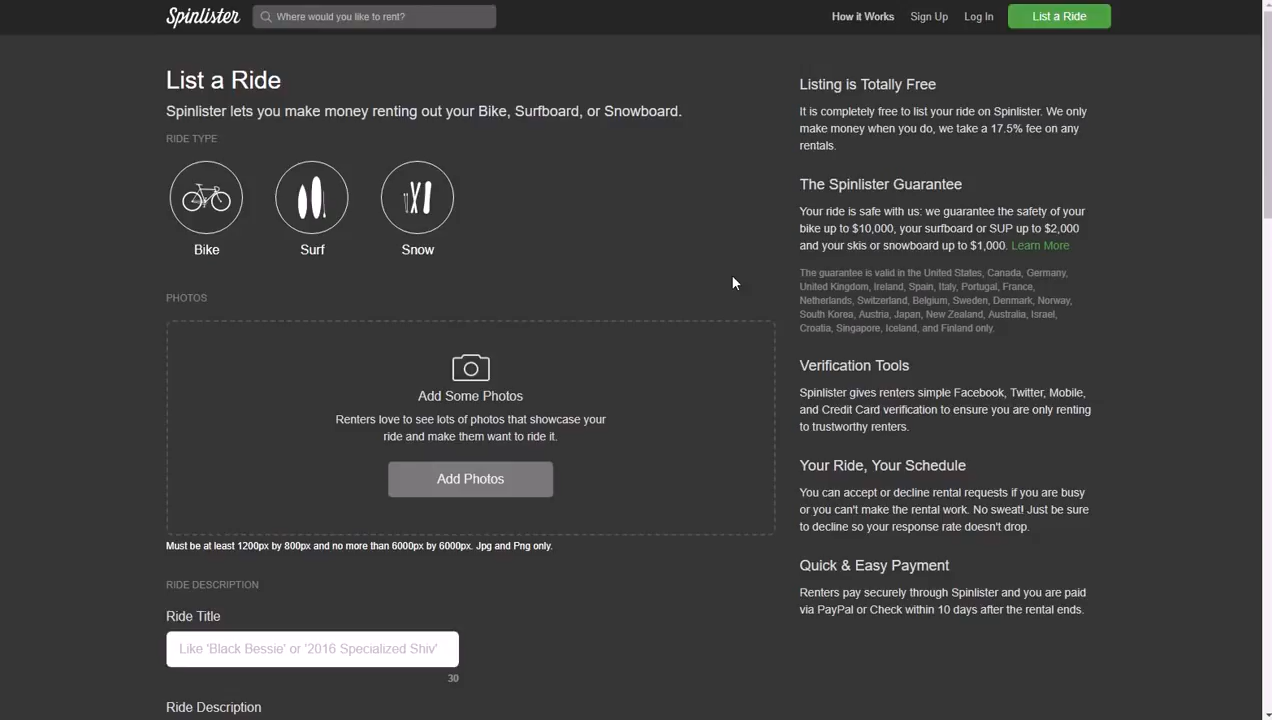 Spinlister
Where would you like to rent?
How it Works
Sign Up
Log In
List a Ride
List a Ride
Spinlister lets you make money renting out your Bike, Surfboard, or Snowboard.
RIDE TYPE
Bike
Surf
Snow
PHOTOS
Add Some Photos
Renters love to see lots of photos that showcase your
ride and make them want to ride it.
Add Photos
Must be at least 1200px by 800px and no more than 6000px by 6000px. Jpg and Png only.
RIDE DESCRIPTION
Ride Title
Like 'Black Bessie' or '2016 Specialized Shiv'
30
Ride Description
Listing is Totally Free
It is completely free to list your ride on Spinlister. We only
make money when you do, we take a 17.5% fee on any
rentals.
The Spinlister Guarantee
Your ride is safe with us: we guarantee the safety of your
bike up to $10,000, your surfboard or SUP up to $2,000
and your skis or snowboard up to $1,000. Learn More
The guarantee is valid in the United States, Canada, Germany,
United Kingdom, Ireland, Spain, Italy, Portugal, France,
Netherlands, Switzerland, Belgium, Sweden, Denmark, Norway,
South Korea, Austria, Japan, New Zealand, Australia, Israel,
Croatia, Singapore, Iceland, and Finland only.
Verification Tools
Spinlister gives renters simple Facebook, Twitter, Mobile,
and Credit Card verification to ensure you are only renting
to trustworthy renters.
Your Ride, Your Schedule
You can accept or decline rental requests if you are busy
or you can't make the rental work. No sweat! Just be sure
to decline so your response rate doesn't drop.
Quick & Easy Payment
Renters pay securely through Spinlister and you are paid
via PayPal or Check within 10 days after the rental ends.